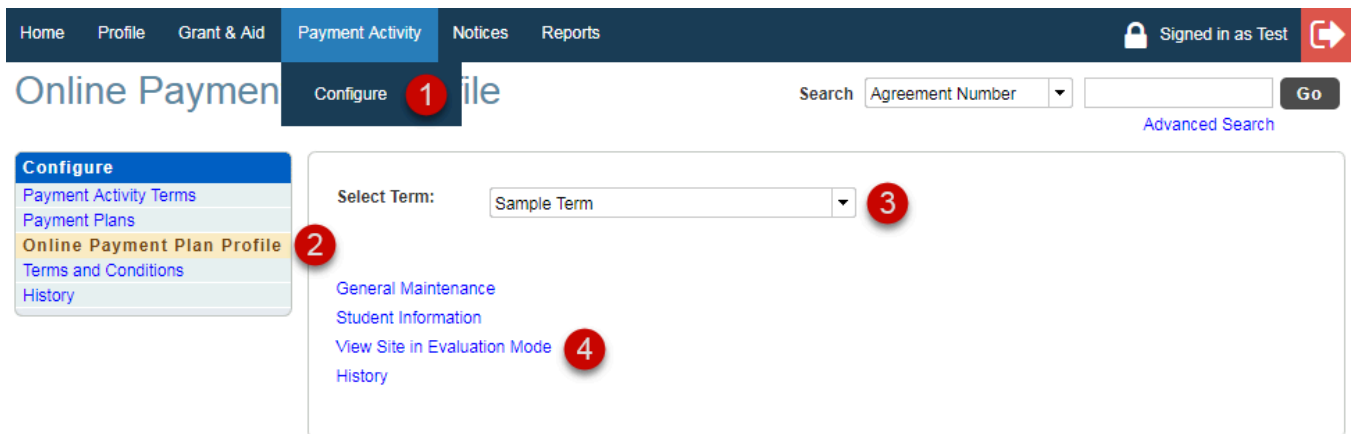 Home Profile Grant & Aid Payment Activity Notices Reports Signed in as Test
Online Paymen Configure 1 ile Search Agreement Number Go
Advanced Search
Configure
Payment Activity Terms
Payment Plans
Online Payment Plan Profile 2
Terms and Conditions
History
Select Term: Sample Term 3
General Maintenance
Student Information
View Site in Evaluation Mode 4
History